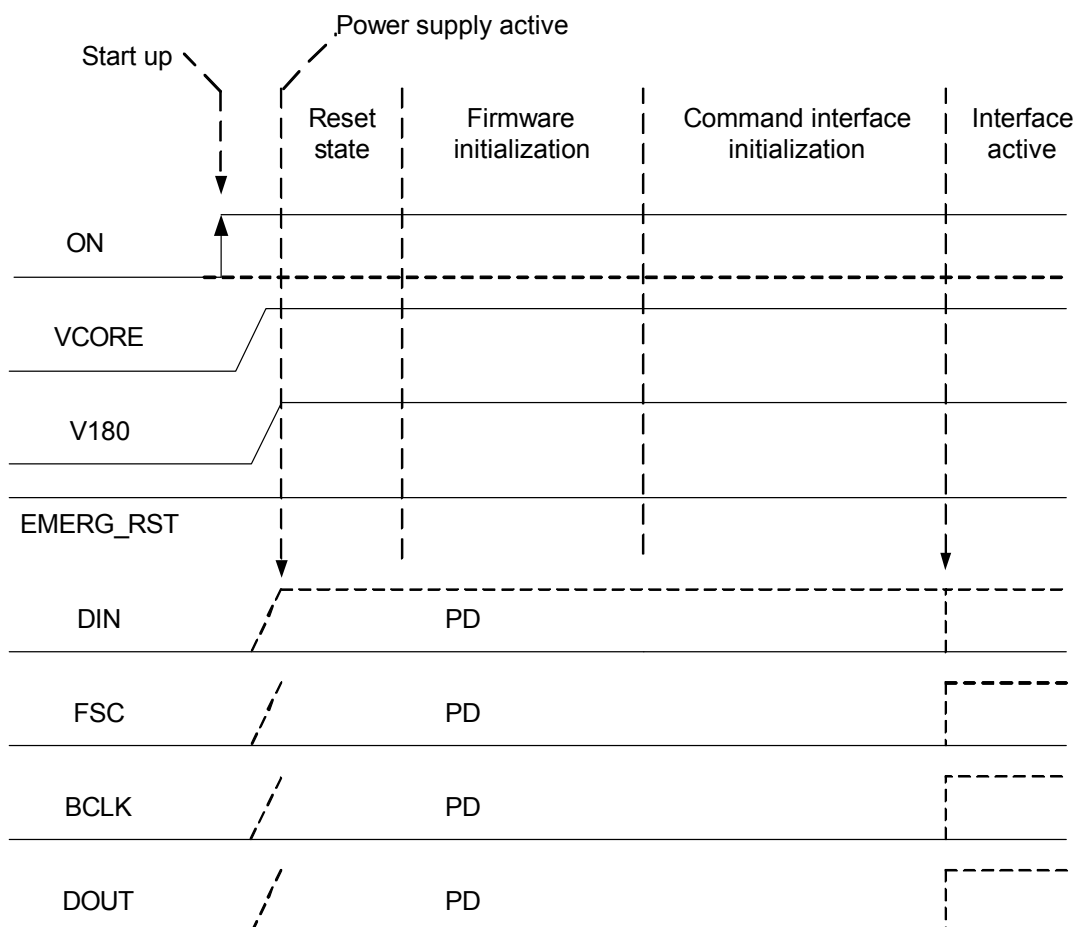 Power supply active
Start up
Reset
state
Firmware
initialization
Command interface
initialization
Interface
active
ON
VCORE
V180
EMERG_RST
DIN
PD
FSC
PD
BCLK
PD
DOUT
PD